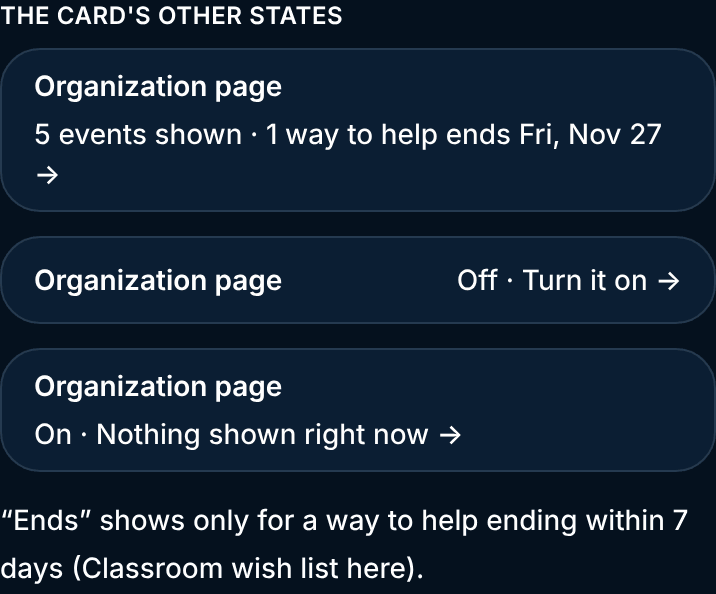 THE CARD'S OTHER STATES
Organization page
5 events shown · 1 way to help ends Fri, Nov 27
→
Organization page Off · Turn it on →
Organization page
On · Nothing shown right now →
“Ends” shows only for a way to help ending within 7
days (Classroom wish list here).